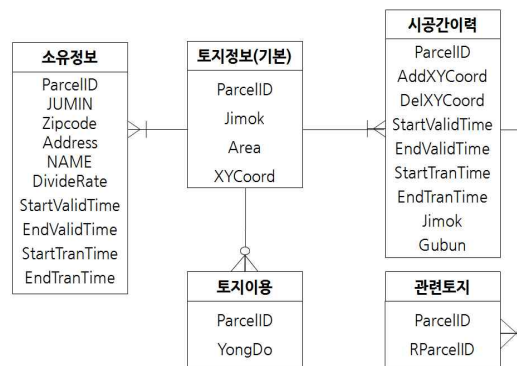 소유정보
ParcelID
JUMIN
Zipcode
Address
NAME
DivideRate
StartValidTime
EndValidTime
StartTranTime
EndTranTime
토지정보(기본)
ParcelID
Jimok
Area
XYCoord
시공간이력
ParcelID
AddXYCoord
DelXYCoord
StartValidTime
EndValidTime
StartTranTime
EndTranTime
Jimok
Gubun
토지이용
ParcelID
YongDo
관련토지
ParcelID
RParcelID